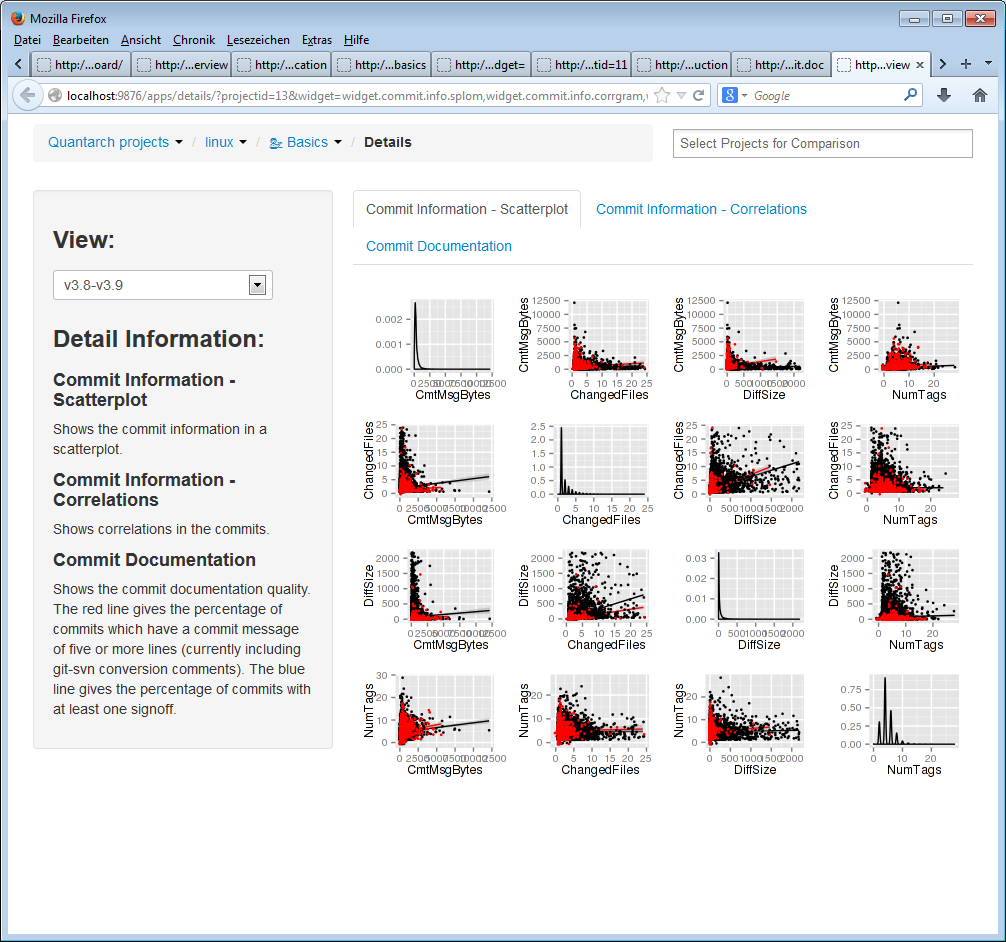 Mozilla Firefox
Datei Bearbeiten Ansicht Chronik Lesezeichen Extras Hilfe
http:/...oard/ http:/...erview http:/...cation http:/...basics http:/...dget= http:/...tid=11 http:/...uction http:/...it.doc http...view
localhost:9876/apps/details/?projectid=13&widget=widget.commit.info.splom,widget.commit.info.corrgram, Google
Quantarch projects / linux / Basics / Details
Select Projects for Comparison
View:
v3.8-v3.9
Detail Information:
Commit Information -
Scatterplot
Shows the commit information in a
scatterplot.
Commit Information -
Correlations
Shows correlations in the commits.
Commit Documentation
Shows the commit documentation quality.
The red line gives the percentage of
commits which have a commit message
of five or more lines (currently including
git-svn conversion comments). The blue
line gives the percentage of commits with
at least one signoff.
Commit Information - Scatterplot Commit Information - Correlations
Commit Documentation
0.002
0.001
0.000
0 2500 5000 7500 10000 12500
CmtMsgBytes
CmtMsgBytes
12500
10000
7500
5000
2500
0
0 5 10 15 20 25
ChangedFiles
CmtMsgBytes
12500
10000
7500
5000
2500
0
0 500 1000 1500 2000
DiffSize
CmtMsgBytes
12500
10000
7500
5000
2500
0
0 10 20
NumTags
ChangedFiles
25
20
15
10
5
0
0 2500 5000 7500 10000 12500
CmtMsgBytes
2.5
2.0
1.5
1.0
0.5
0.0
0 5 10 15 20 25
ChangedFiles
ChangedFiles
25
20
15
10
5
0
0 500 1000 1500 2000
DiffSize
ChangedFiles
25
20
15
10
5
0
0 10 20
NumTags
DiffSize
2000
1500
1000
500
0
0 2500 5000 7500 10000 12500
CmtMsgBytes
DiffSize
2000
1500
1000
500
0
0 5 10 15 20 25
ChangedFiles
0.03
0.02
0.01
0.00
0 500 1000 1500 2000
DiffSize
DiffSize
2000
1500
1000
500
0
0 10 20
NumTags
NumTags
30
20
10
0
0 2500 5000 7500 10000 12500
CmtMsgBytes
NumTags
20
10
0
0 5 10 15 20 25
ChangedFiles
NumTags
20
10
0
0 500 1000 1500 2000
DiffSize
0.75
0.50
0.25
0.00
0 10 20
NumTags